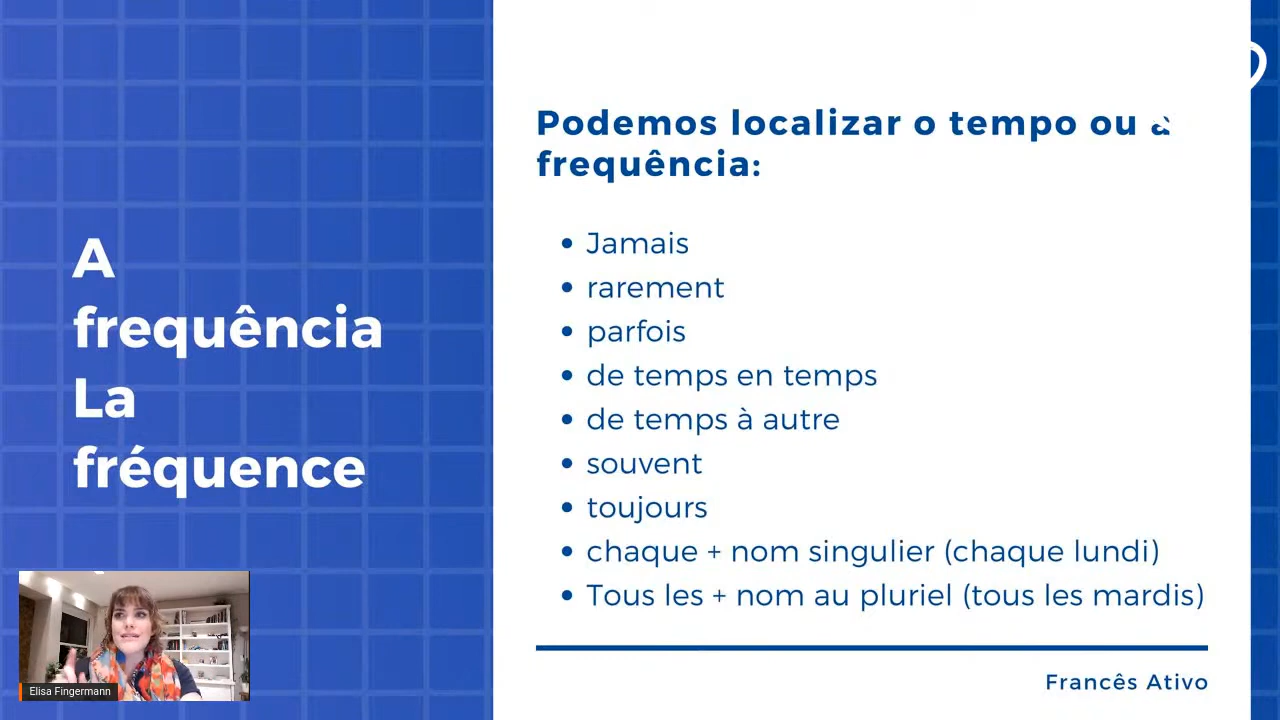 A
frequência
La
fréquence
Podemos localizar o tempo ou a
frequência:
• Jamais
• rarement
• parfois
• de temps en temps
• de temps à autre
• souvent
• toujours
• chaque + nom singulier (chaque lundi)
• Tous les + nom au pluriel (tous les mardis)
Francês Ativo
Elisa Fingermann